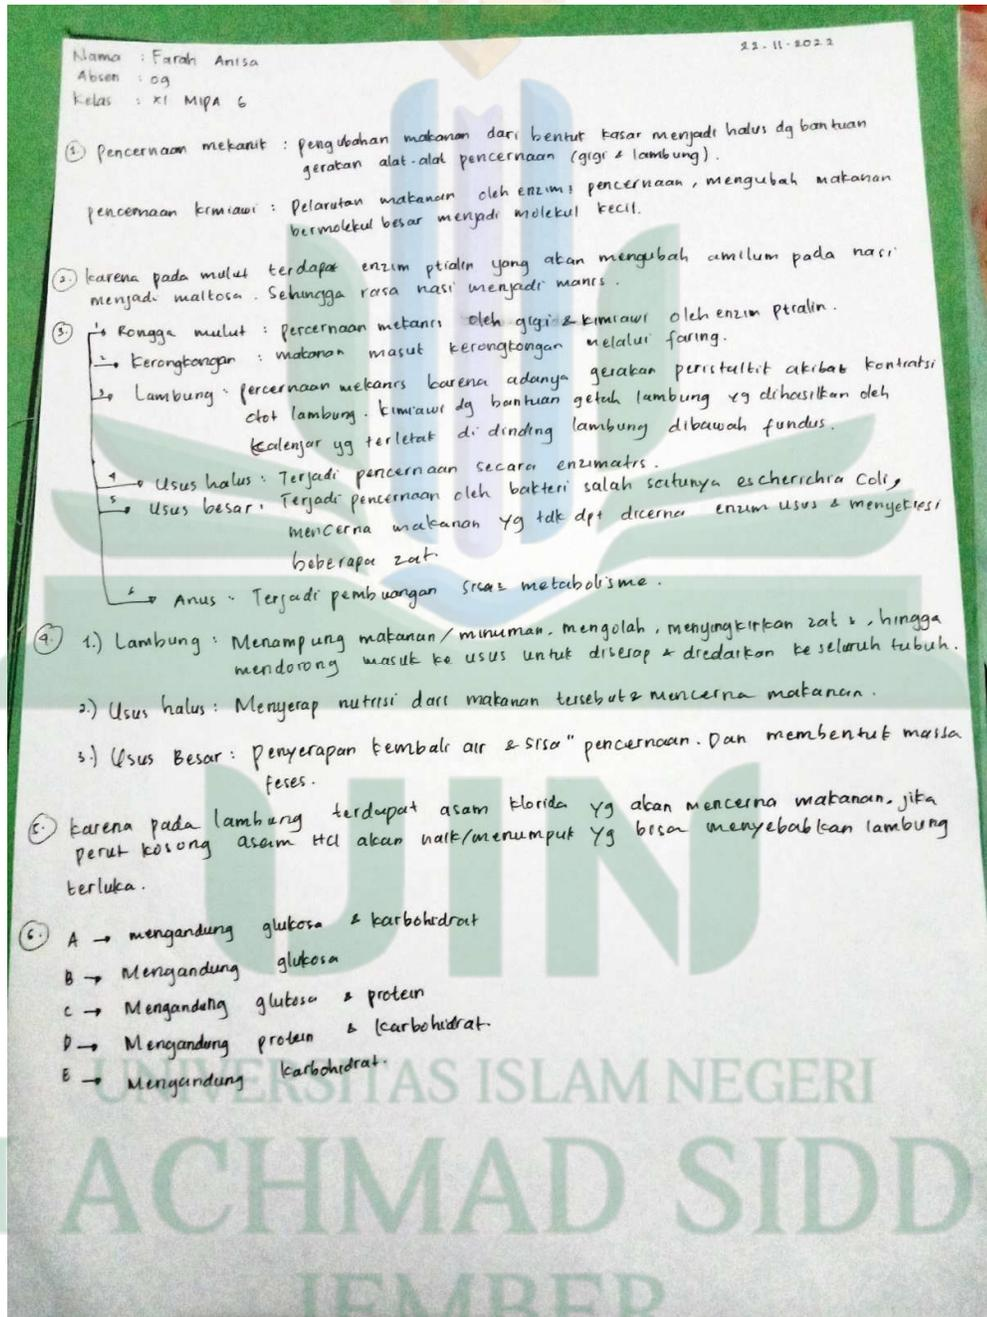 22-11-2022
Nama : Farah Anisa
Absen : 09
Kelas : XI MIPA 6
1. Pencernaan mekanik : pengubahan makanan dari bentuk kasar menjadi halus dg bantuan
gerakan alat-alat pencernaan (gigi & lambung).
pencernaan kimiawi : Pelarutan makanan oleh enzim² pencernaan, mengubah makanan
bermolekul besar menjadi molekul kecil.
2. karena pada mulut terdapat enzim ptialin yang akan mengubah amilum pada nasi
menjadi maltosa. Sehingga rasa nasi menjadi manis.
3. 1 → Rongga mulut : percernaan mekanis oleh gigi & kimiawi oleh enzim ptialin.
2 → Kerongkongan : makanan masuk kerongkongan melalui faring.
3 → Lambung : percernaan mekanis karena adanya gerakan peristaltik akibat kontraksi
otot lambung. kimiawi dg bantuan getah lambung yg dihasilkan oleh
kalenjar yg terletak di dinding lambung dibawah fundus.
4 → Usus halus : Terjadi pencernaan secara enzimatis.
5 → Usus besar : Terjadi pencernaan oleh bakteri salah satunya escherichia Coli,
mencerna makanan yg tdk dpt dicerna enzim usus & menyekresi
beberapa zat.
6 → Anus : Terjadi pembuangan sisa² metabolisme.
4. 1.) Lambung : Menampung makanan/minuman, mengolah, menyingkirkan zat², hingga
mendorong masuk ke usus untuk diserap & diedarkan ke seluruh tubuh.
2.) Usus halus : Menyerap nutrisi dari makanan tersebut & mencerna makanan.
3.) Usus Besar : Penyerapan kembali air & sisa" pencernaan. Dan membentuk massa
feses.
5. karena pada lambung terdapat asam klorida yg akan mencerna makanan. jika
perut kosong asam HCl akan naik/menumpuk yg bisa menyebabkan lambung
terluka.
6. A → mengandung glukosa & karbohidrat
B → Mengandung glukosa
C → Mengandung glukosa & protein
D → Mengandung protein & karbohidrat.
E → Mengandung karbohidrat.
UIN
UNIVERSITAS ISLAM NEGERI
ACHMAD SIDD
JEMBER